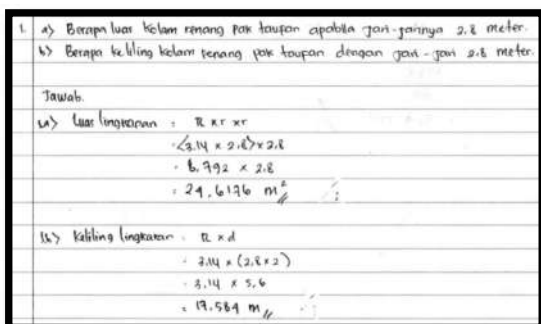 1. a) Berapa luas kolam renang pak taufan apabila jari-jarinya 2.8 meter.
b) Berapa keliling kolam renang pak taufan dengan jari-jari 2.8 meter.
Jawab.
(a) Luas lingkaran : π x r x r
= (3.14 x 2.8) x 2.8
= 8.792 x 2.8
= 24,6176 m²
(b) Keliling lingkaran : π x d
= 3.14 x (2.8 x 2)
= 3.14 x 5,6
= 17.584 m